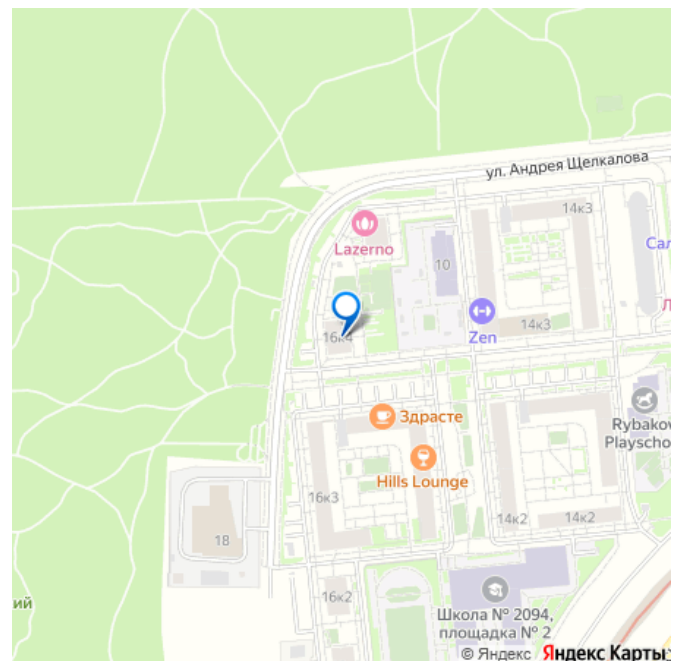 ул. Андрея Щелкалова
14к3
Lazerno
10
Zen
14к3
16к4
Здрасте
Rybakov
Playscho
Hills Lounge
16к3
14к2
14к2
18
16к2
ий
Школа № 2094,
площадка № 2
© Яндекс Яндекс Карты